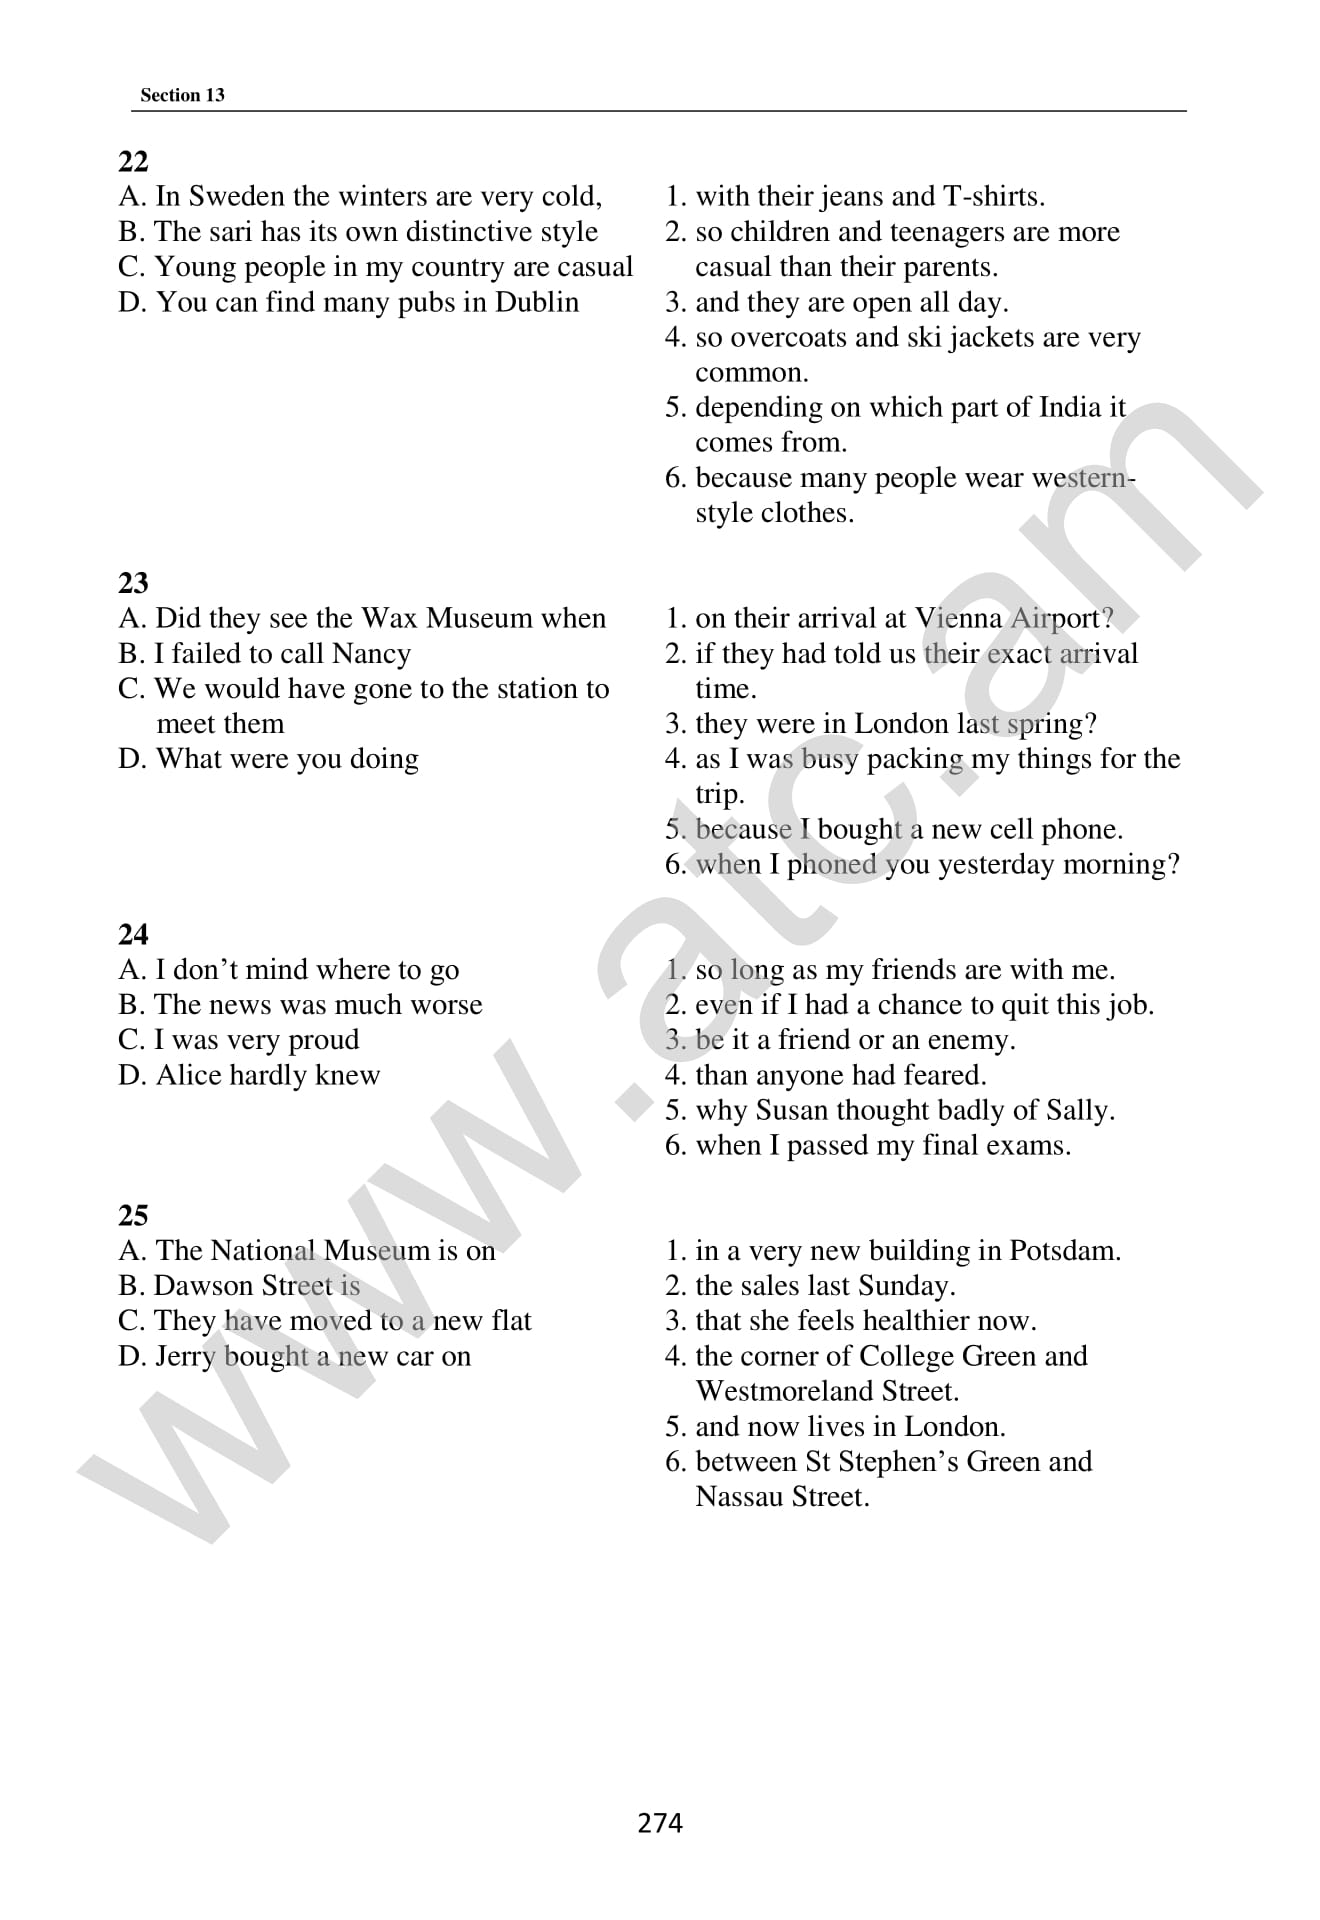 Section 13
22
A. In Sweden the winters are very cold,
B. The sari has its own distinctive style
C. Young people in my country are casual
D. You can find many pubs in Dublin
1. with their jeans and T-shirts.
2. so children and teenagers are more
casual than their parents.
3. and they are open all day.
4. so overcoats and ski jackets are very
common.
5. depending on which part of India it
comes from.
6. because many people wear western-
style clothes.
23
A. Did they see the Wax Museum when
B. I failed to call Nancy
C. We would have gone to the station to
meet them
D. What were you doing
1. on their arrival at Vienna Airport?
2. if they had told us their exact arrival
time.
3. they were in London last spring?
4. as I was busy packing my things for the
trip.
5. because I bought a new cell phone.
6. when I phoned you yesterday morning?
24
A. I don’t mind where to go
B. The news was much worse
C. I was very proud
D. Alice hardly knew
1. so long as my friends are with me.
2. even if I had a chance to quit this job.
3. be it a friend or an enemy.
4. than anyone had feared.
5. why Susan thought badly of Sally.
6. when I passed my final exams.
25
A. The National Museum is on
B. Dawson Street is
C. They have moved to a new flat
D. Jerry bought a new car on
1. in a very new building in Potsdam.
2. the sales last Sunday.
3. that she feels healthier now.
4. the corner of College Green and
Westmoreland Street.
5. and now lives in London.
6. between St Stephen’s Green and
Nassau Street.
274
www.atc.am